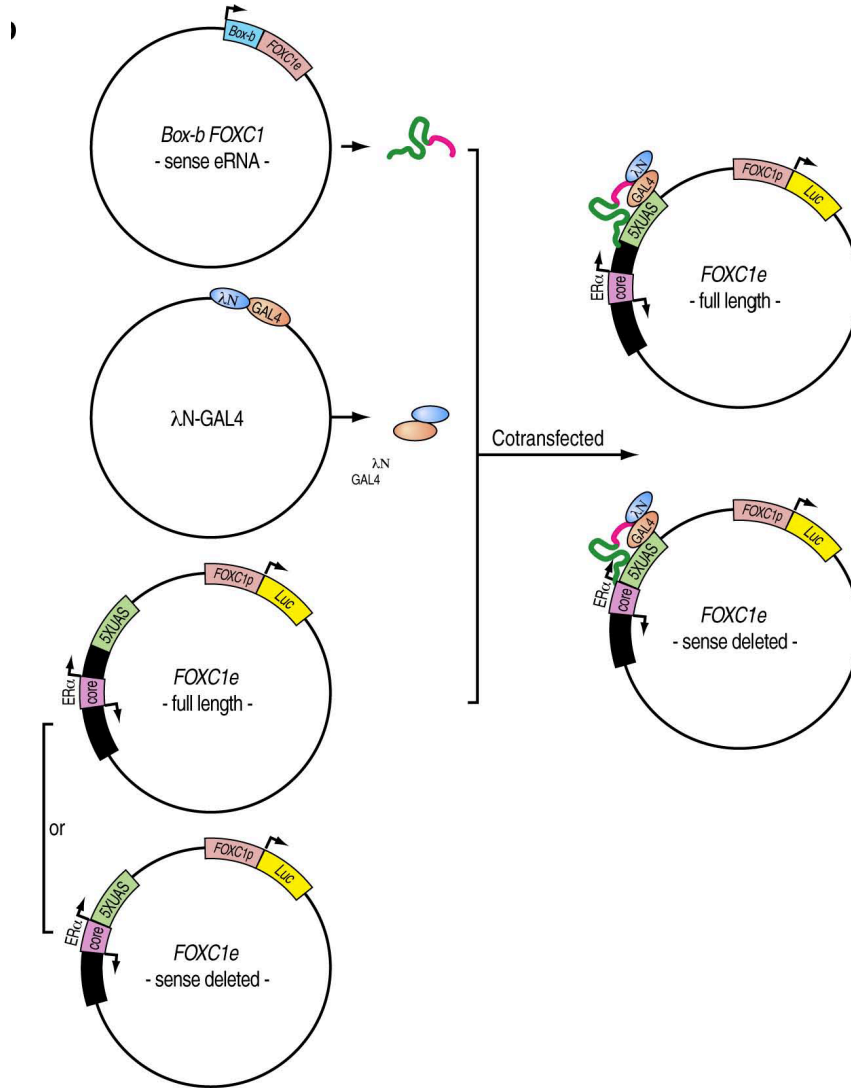 Box-b
FOXC1e
Box-b FOXC1
- sense eRNA -
λN
GAL4
λN-GAL4
λN
GAL4
FOXC1p
Luc
5XUAS
ERα
core
FOXC1e
- full length -
or
FOXC1p
Luc
5XUAS
ERα
core
FOXC1e
- sense deleted -
Cotransfected
λN
GAL4
5XUAS
FOXC1p
Luc
ERα
core
FOXC1e
- full length -
λN
GAL4
5XUAS
FOXC1p
Luc
ERα
core
FOXC1e
- sense deleted -